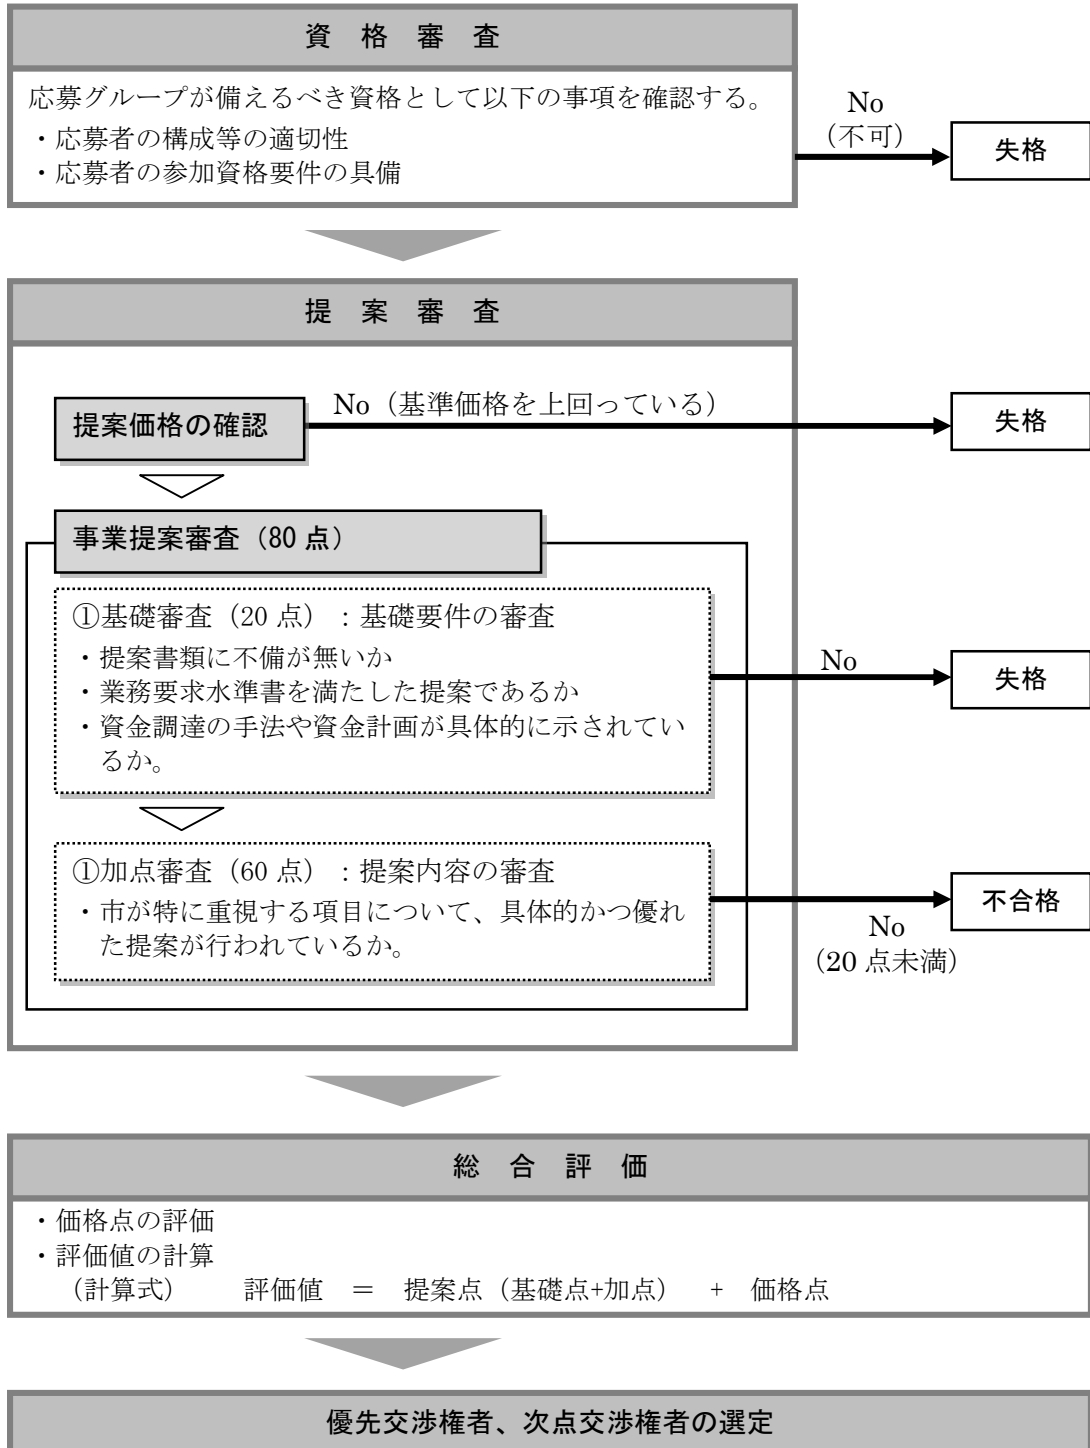 資 格 審 査
応募グループが備えるべき資格として以下の事項を確認する。
・応募者の構成等の適切性
・応募者の参加資格要件の具備
No
（不可）
失格
提 案 審 査
提案価格の確認
No（基準価格を上回っている）
失格
事業提案審査（80 点）
①基礎審査（20 点）：基礎要件の審査
・提案書類に不備が無いか
・業務要求水準書を満たした提案であるか
・資金調達の手法や資金計画が具体的に示されてい
るか。
No
失格
①加点審査（60 点）：提案内容の審査
・市が特に重視する項目について、具体的かつ優れ
た提案が行われているか。
不合格
No
（20 点未満）
総 合 評 価
・価格点の評価
・評価値の計算
（計算式） 評価値 ＝ 提案点（基礎点+加点） + 価格点
優先交渉権者、次点交渉権者の選定